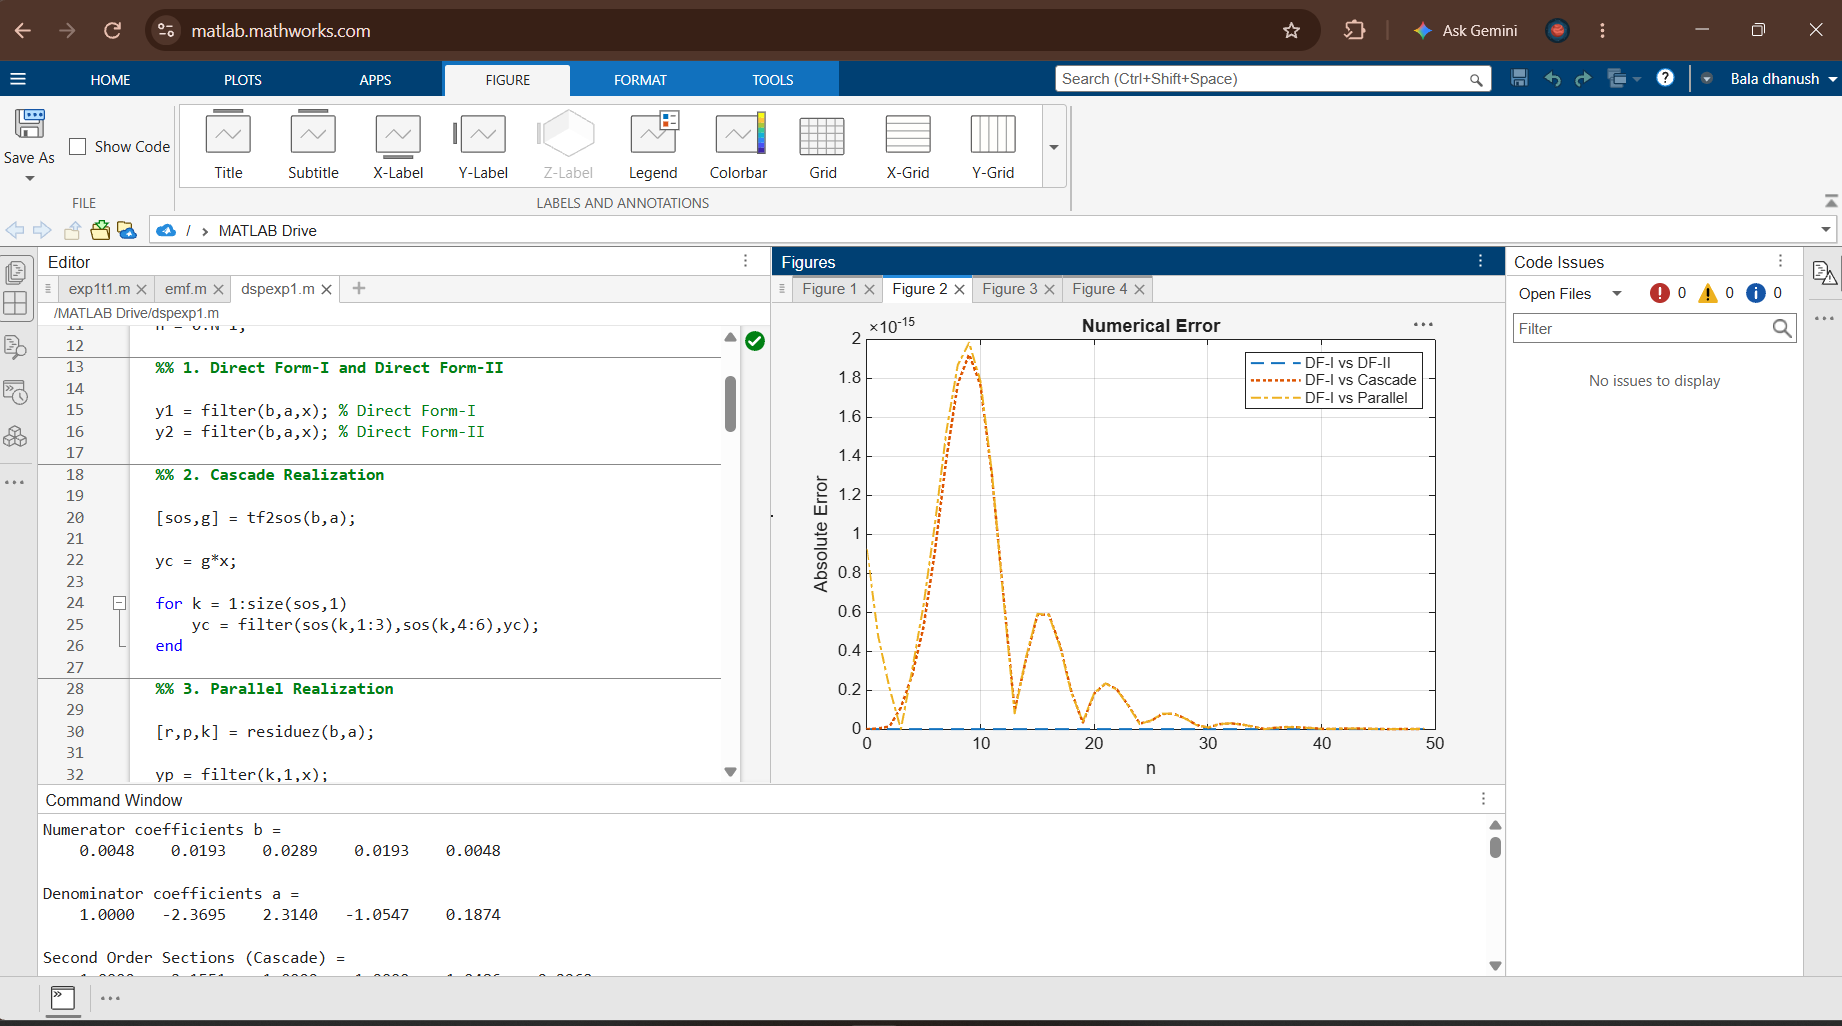 matlab.mathworks.com
Ask Gemini
HOME PLOTS APPS FIGURE FORMAT TOOLS
Search (Ctrl+Shift+Space)
Bala dhanush
Save As
Show Code
Title Subtitle X-Label Y-Label Z-Label Legend Colorbar Grid X-Grid Y-Grid
FILE LABELS AND ANNOTATIONS
/ › MATLAB Drive
Editor
exp1t1.m emf.m dspexp1.m
/MATLAB Drive/dspexp1.m
12
13 %% 1. Direct Form-I and Direct Form-II
14
15 y1 = filter(b,a,x); % Direct Form-I
16 y2 = filter(b,a,x); % Direct Form-II
17
18 %% 2. Cascade Realization
19
20 [sos,g] = tf2sos(b,a);
21
22 yc = g*x;
23
24 for k = 1:size(sos,1)
25 yc = filter(sos(k,1:3),sos(k,4:6),yc);
26 end
27
28 %% 3. Parallel Realization
29
30 [r,p,k] = residuez(b,a);
31
32 yp = filter(k,1,x);
Figures
Figure 1 Figure 2 Figure 3 Figure 4
×10-15
Numerical Error
DF-I vs DF-II
DF-I vs Cascade
DF-I vs Parallel
Absolute Error
2
1.8
1.6
1.4
1.2
1
0.8
0.6
0.4
0.2
0
0 10 20 30 40 50
n
Code Issues
Open Files 0 0 0
Filter
No issues to display
Command Window
Numerator coefficients b =
0.0048 0.0193 0.0289 0.0193 0.0048
Denominator coefficients a =
1.0000 -2.3695 2.3140 -1.0547 0.1874
Second Order Sections (Cascade) =